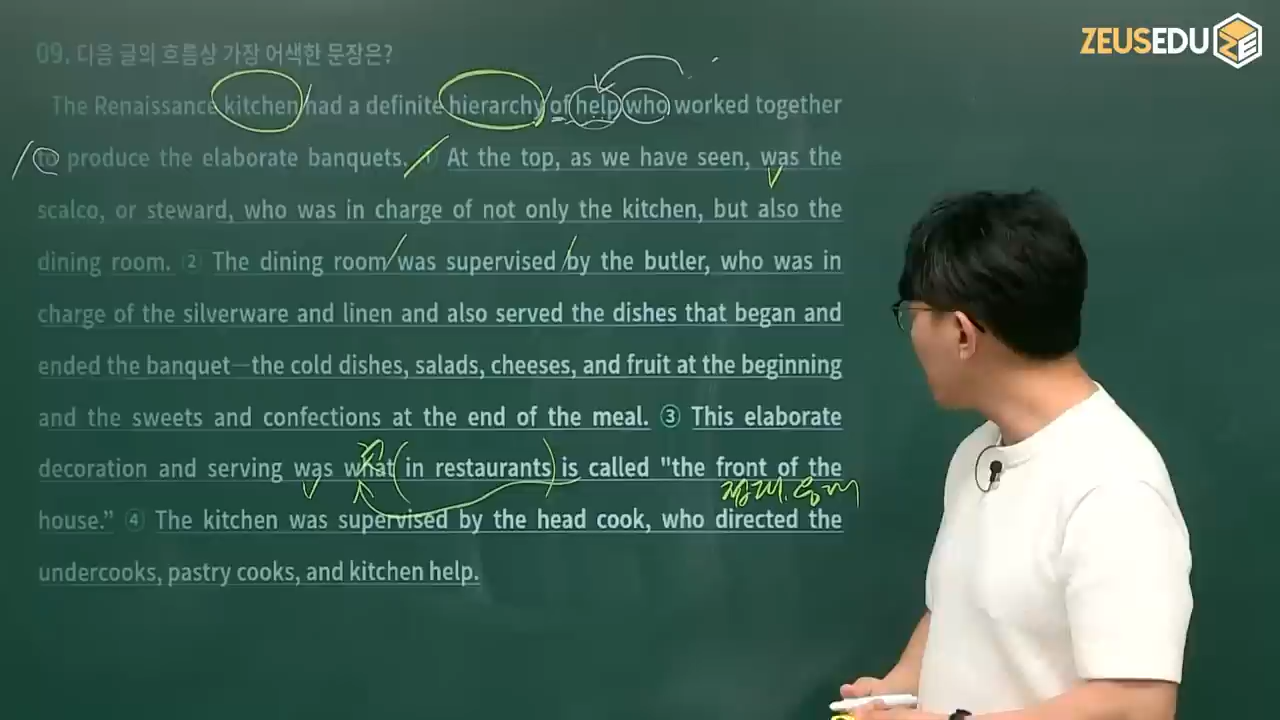 ZEUSEDU
09. 다음 글의 흐름상 가장 어색한 문장은?
The Renaissance kitchen had a definite hierarchy of help who worked together
to produce the elaborate banquets. ① At the top, as we have seen, was the
scalco, or steward, who was in charge of not only the kitchen, but also the
dining room. ② The dining room was supervised by the butler, who was in
charge of the silverware and linen and also served the dishes that began and
ended the banquet—the cold dishes, salads, cheeses, and fruit at the beginning
and the sweets and confections at the end of the meal. ③ This elaborate
decoration and serving was what in restaurants is called "the front of the
house.” ④ The kitchen was supervised by the head cook, who directed the
undercooks, pastry cooks, and kitchen help.